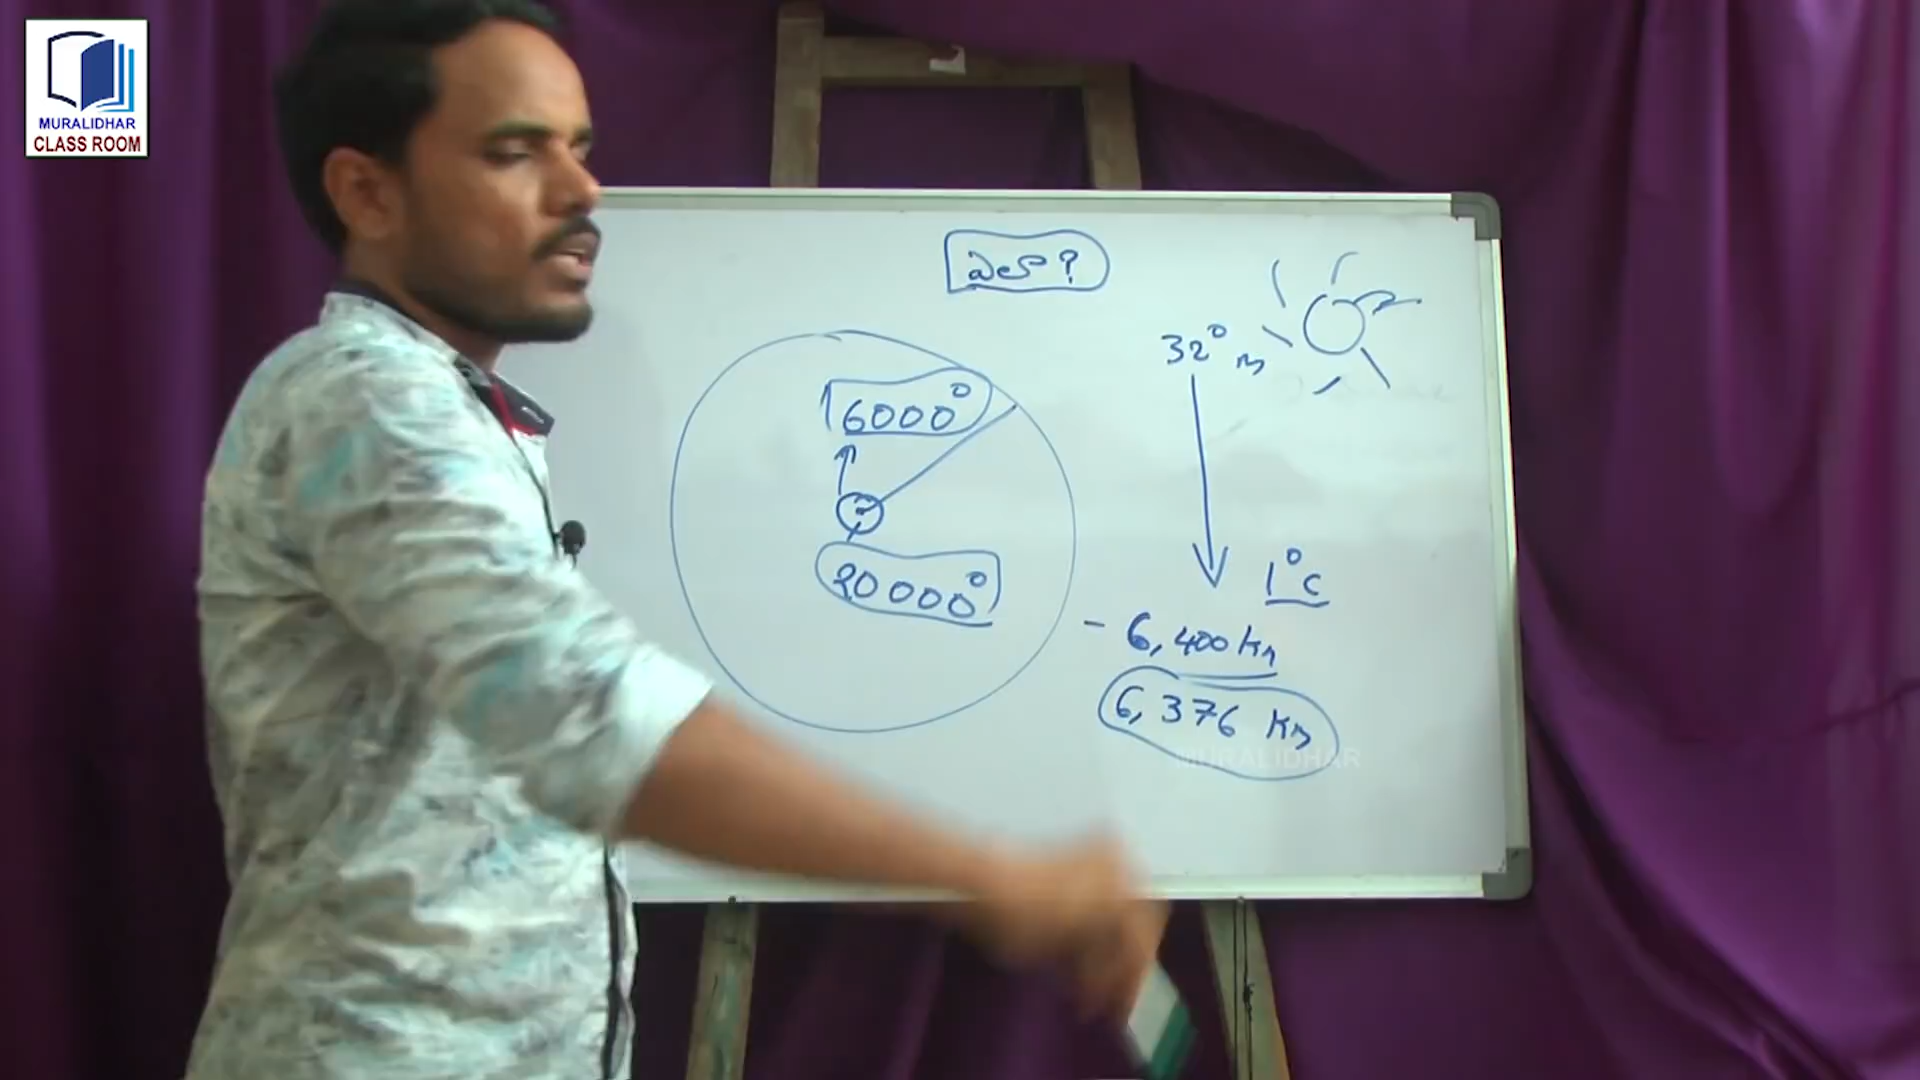 MURALIDHAR
CLASS ROOM
ఎలా?
6000°
20000°
32° m
1°C
- 6,400 Km
6,376 Km
MURALIDHAR